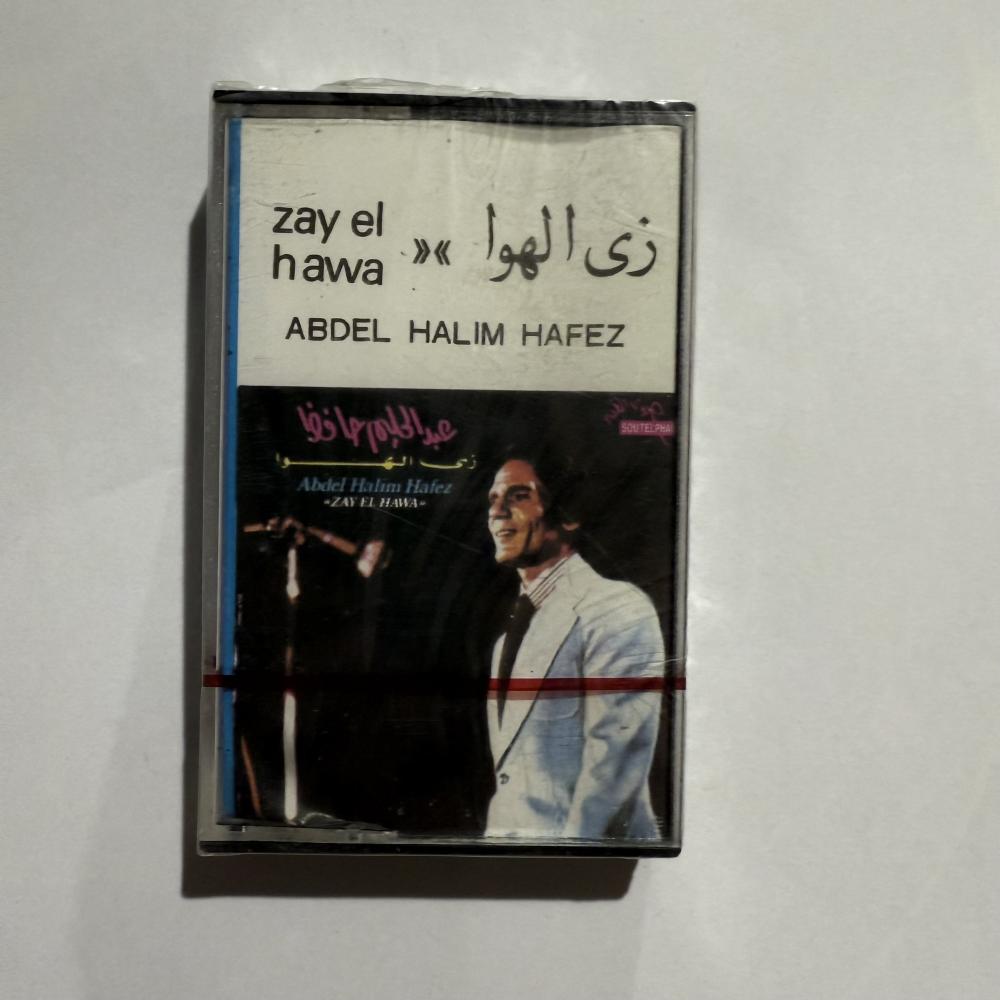 zay el
hawa
»«
زى الهوا
ABDEL HALIM HAFEZ
عبد الحليم حافظ
زى الهوا
Abdel Halim Hafez
«ZAY EL HAWA»
SOUTELPHA